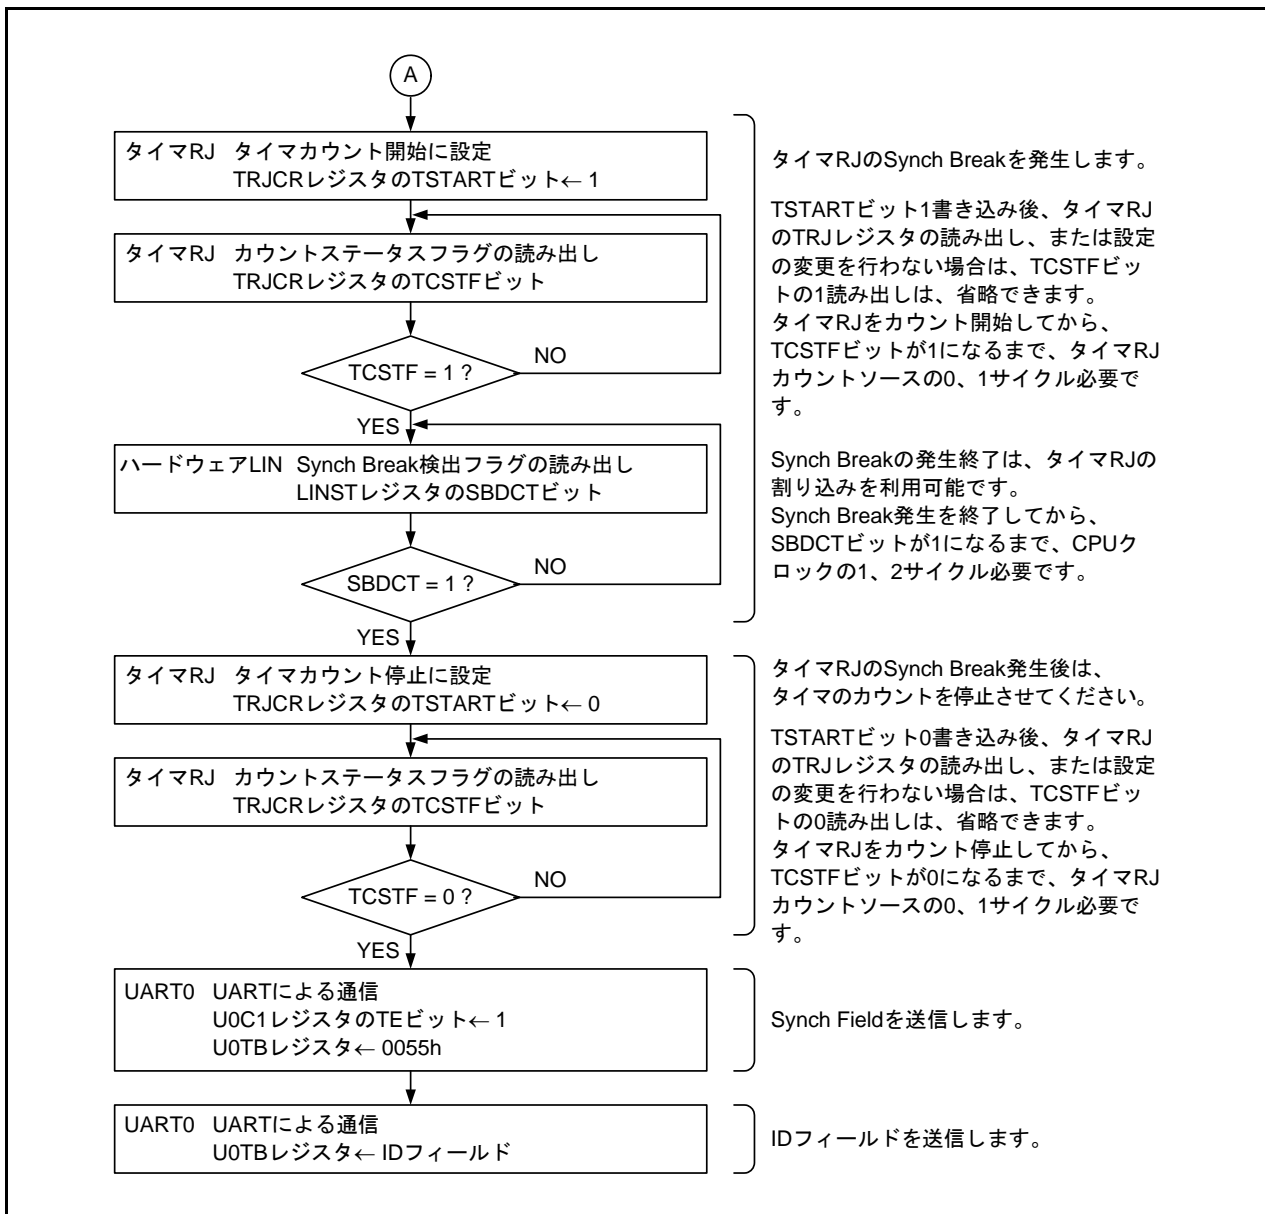 A
タイマRJ タイマカウント開始に設定
TRJCRレジスタのTSTARTビット← 1
タイマRJ カウントステータスフラグの読み出し
TRJCRレジスタのTCSTFビット
TCSTF = 1 ?
NO
YES
ハードウェアLIN Synch Break検出フラグの読み出し
LINSTレジスタのSBDCTビット
SBDCT = 1 ?
NO
YES
タイマRJのSynch Breakを発生します。
TSTARTビット1書き込み後、タイマRJ
のTRJレジスタの読み出し、または設定
の変更を行わない場合は、TCSTFビッ
トの1読み出しは、省略できます。
タイマRJをカウント開始してから、
TCSTFビットが1になるまで、タイマRJ
カウントソースの0、1サイクル必要で
す。
Synch Breakの発生終了は、タイマRJの
割り込みを利用可能です。
Synch Break発生を終了してから、
SBDCTビットが1になるまで、CPUク
ロックの1、2サイクル必要です。
タイマRJ タイマカウント停止に設定
TRJCRレジスタのTSTARTビット← 0
タイマRJ カウントステータスフラグの読み出し
TRJCRレジスタのTCSTFビット
TCSTF = 0 ?
NO
YES
タイマRJのSynch Break発生後は、
タイマのカウントを停止させてください。
TSTARTビット0書き込み後、タイマRJ
のTRJレジスタの読み出し、または設定
の変更を行わない場合は、TCSTFビッ
トの0読み出しは、省略できます。
タイマRJをカウント停止してから、
TCSTFビットが0になるまで、タイマRJ
カウントソースの0、1サイクル必要で
す。
UART0 UARTによる通信
U0C1レジスタのTEビット← 1
U0TBレジスタ← 0055h
Synch Fieldを送信します。
UART0 UARTによる通信
U0TBレジスタ← IDフィールド
IDフィールドを送信します。